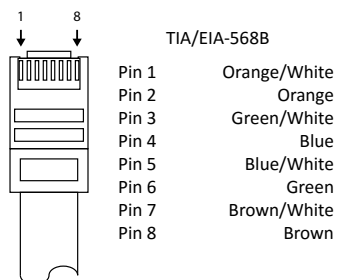 1 8
TIA/EIA-568B
Pin 1 Orange/White
Pin 2 Orange
Pin 3 Green/White
Pin 4 Blue
Pin 5 Blue/White
Pin 6 Green
Pin 7 Brown/White
Pin 8 Brown